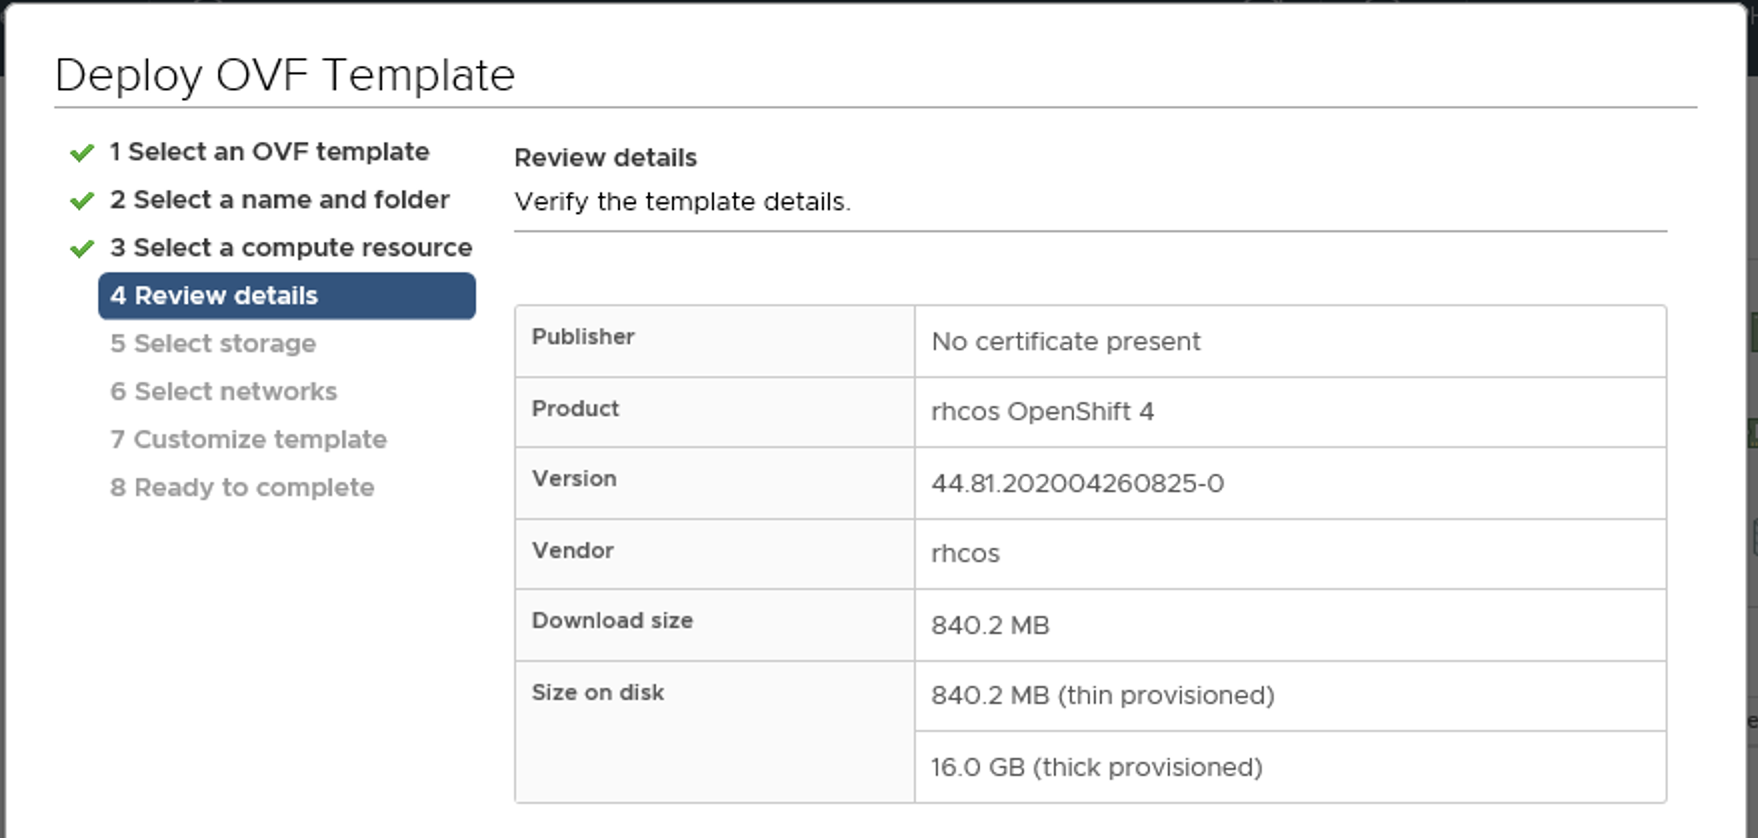 Deploy OVF Template
1 Select an OVF template
2 Select a name and folder
3 Select a compute resource
4 Review details
5 Select storage
6 Select networks
7 Customize template
8 Ready to complete
Review details
Verify the template details.
Publisher No certificate present
Product rhcos OpenShift 4
Version 44.81.202004260825-0
Vendor rhcos
Download size 840.2 MB
Size on disk 840.2 MB (thin provisioned)
16.0 GB (thick provisioned)